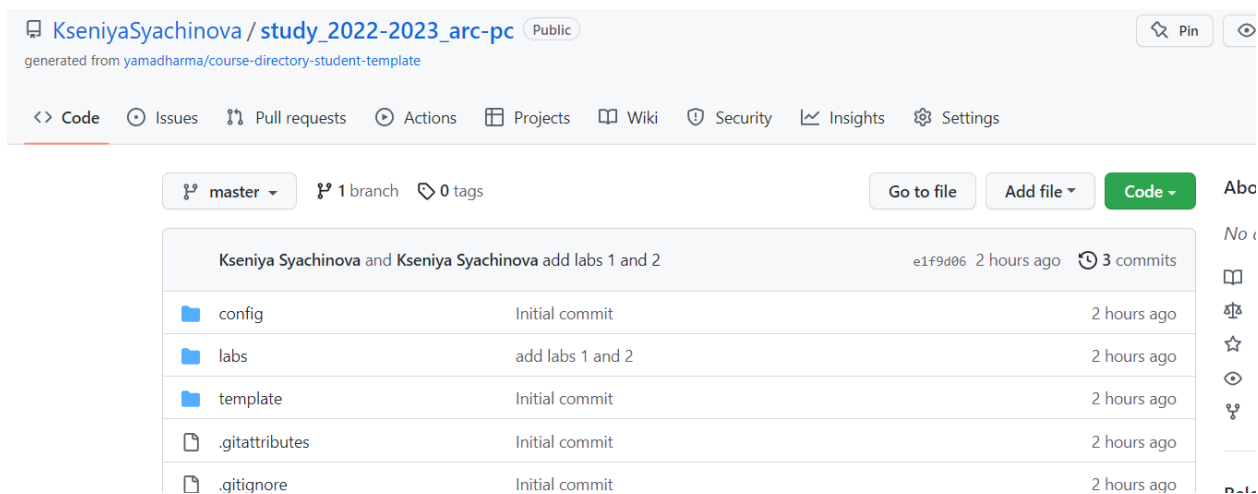 KseniyaSyachinova / study_2022-2023_arc-pc Public Pin
generated from yamadharma/course-directory-student-template
Code Issues Pull requests Actions Projects Wiki Security Insights Settings
master 1 branch 0 tags Go to file Add file Code
Kseniya Syachinova and Kseniya Syachinova add labs 1 and 2 e1f9d06 2 hours ago 3 commits
No
config Initial commit 2 hours ago
labs add labs 1 and 2 2 hours ago
template Initial commit 2 hours ago
.gitattributes Initial commit 2 hours ago
.gitignore Initial commit 2 hours ago